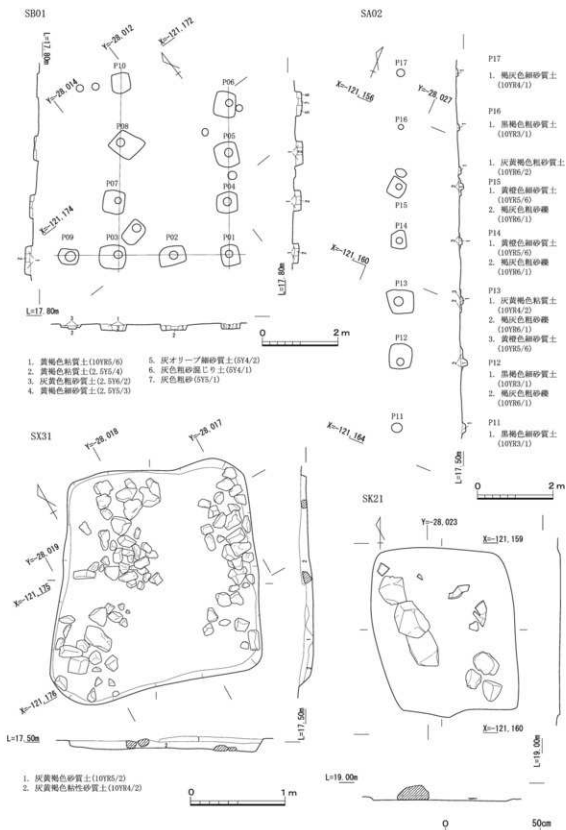 SB01
L=17.80m
Y=-28,012
X=-121,172
Y=-28,014
X=-121,174
P10
P06
P08
P05
P07
P04
P09
P03
P02
P01
L=17.80m
L=17.80m
0 2m
1. 黄褐色粘質土(10YR5/6)
2. 黄褐色粘質土(2.5Y5/4)
3. 灰黄色粗砂質土(2.5Y6/2)
4. 黄褐色細砂質土(2.5Y5/3)
5. 灰オリーブ細砂質土(5Y4/2)
6. 灰色粗砂混じり土(5Y4/1)
7. 灰色粗砂(5Y5/1)
SA02
X=-121,156
Y=-28,027
X=-121,160
X=-121,164
P17
P16
P15
P14
P13
P12
P11
L=17.50m
0 2m
P17
1. 褐灰色細砂質土
(10YR4/1)
P16
1. 黒褐色粗砂質土
(10YR3/1)
1. 灰黄褐色粗砂質土
(10YR6/2)
P15
1. 黄橙色細砂質土
(10YR5/6)
2. 褐灰色粗砂礫
(10YR6/1)
P14
1. 黄橙色細砂質土
(10YR5/6)
2. 褐灰色粗砂礫
(10YR6/1)
P13
1. 灰黄褐色粘質土
(10YR4/2)
2. 褐灰色粗砂礫
(10YR6/1)
3. 黄橙色細砂質土
(10YR5/6)
P12
1. 黒褐色細砂質土
(10YR3/1)
2. 褐灰色粗砂礫
(10YR6/1)
P11
1. 黒褐色細砂質土
(10YR3/1)
SX31
Y=-28,018
Y=-28,017
Y=-28,019
X=-121,175
X=-121,176
L=17.50m
L=17.50m
1. 灰黄褐色砂質土(10YR5/2)
2. 灰黄褐色粘性砂質土(10YR4/2)
0 1m
SK21
Y=-28,023
X=-121,159
X=-121,160
L=19.00m
L=19.00m
0 50cm